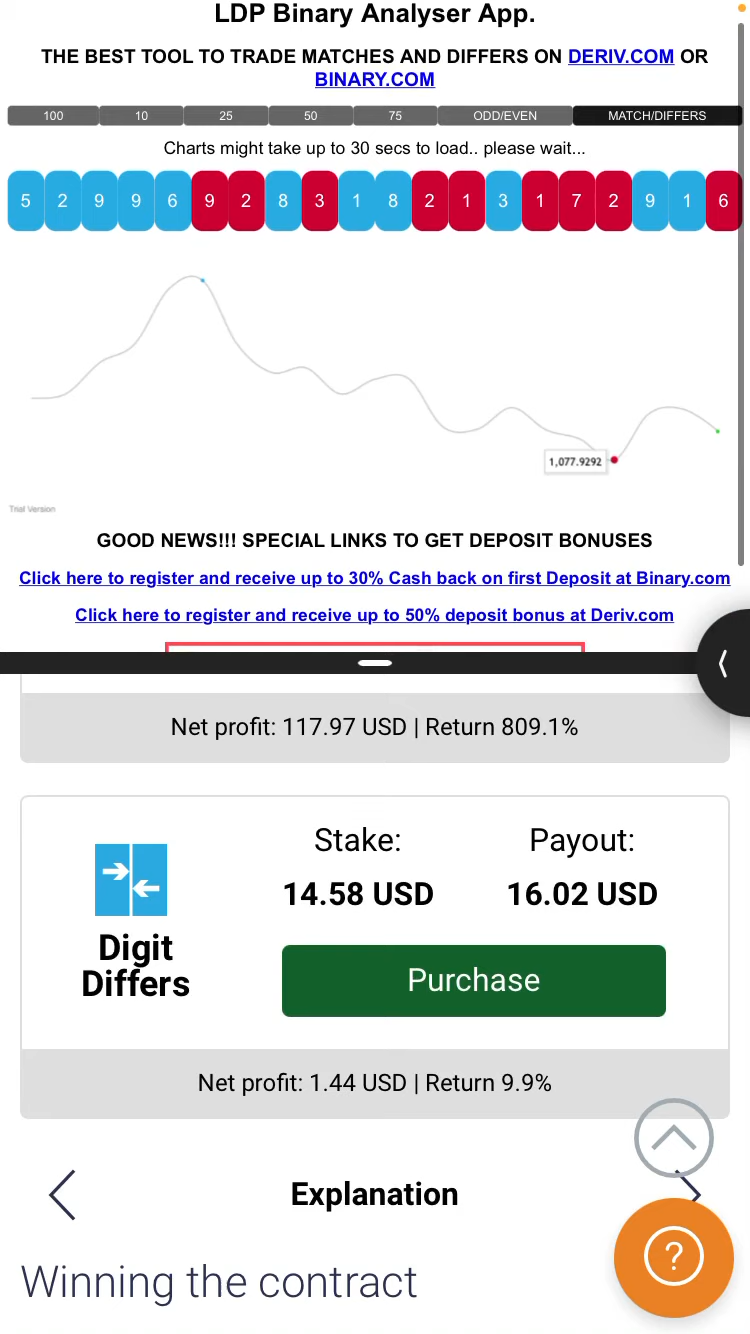 LDP Binary Analyser App.
THE BEST TOOL TO TRADE MATCHES AND DIFFERS ON DERIV.COM OR
BINARY.COM
100 10 25 50 75 ODD/EVEN MATCH/DIFFERS
Charts might take up to 30 secs to load.. please wait...
5 2 9 9 6 9 2 8 3 1 8 2 1 3 1 7 2 9 1 6
1,077.9292
Trial Version
GOOD NEWS!!! SPECIAL LINKS TO GET DEPOSIT BONUSES
Click here to register and receive up to 30% Cash back on first Deposit at Binary.com
Click here to register and receive up to 50% deposit bonus at Deriv.com
Net profit: 117.97 USD | Return 809.1%
Stake: Payout:
14.58 USD 16.02 USD
Digit
Differs
Purchase
Net profit: 1.44 USD | Return 9.9%
Explanation
?
Winning the contract